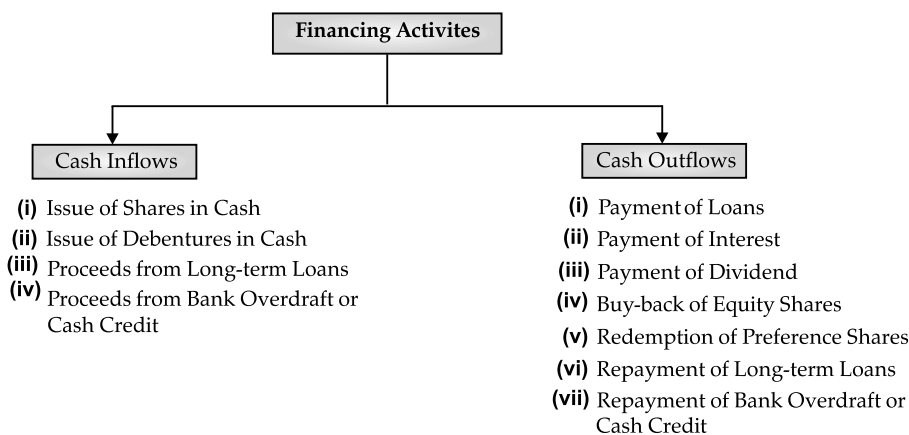 Financing Activites
Cash Inflows
(i) Issue of Shares in Cash
(ii) Issue of Debentures in Cash
(iii) Proceeds from Long-term Loans
(iv) Proceeds from Bank Overdraft or
Cash Credit
Cash Outflows
(i) Payment of Loans
(ii) Payment of Interest
(iii) Payment of Dividend
(iv) Buy-back of Equity Shares
(v) Redemption of Preference Shares
(vi) Repayment of Long-term Loans
(vii) Repayment of Bank Overdraft or
Cash Credit